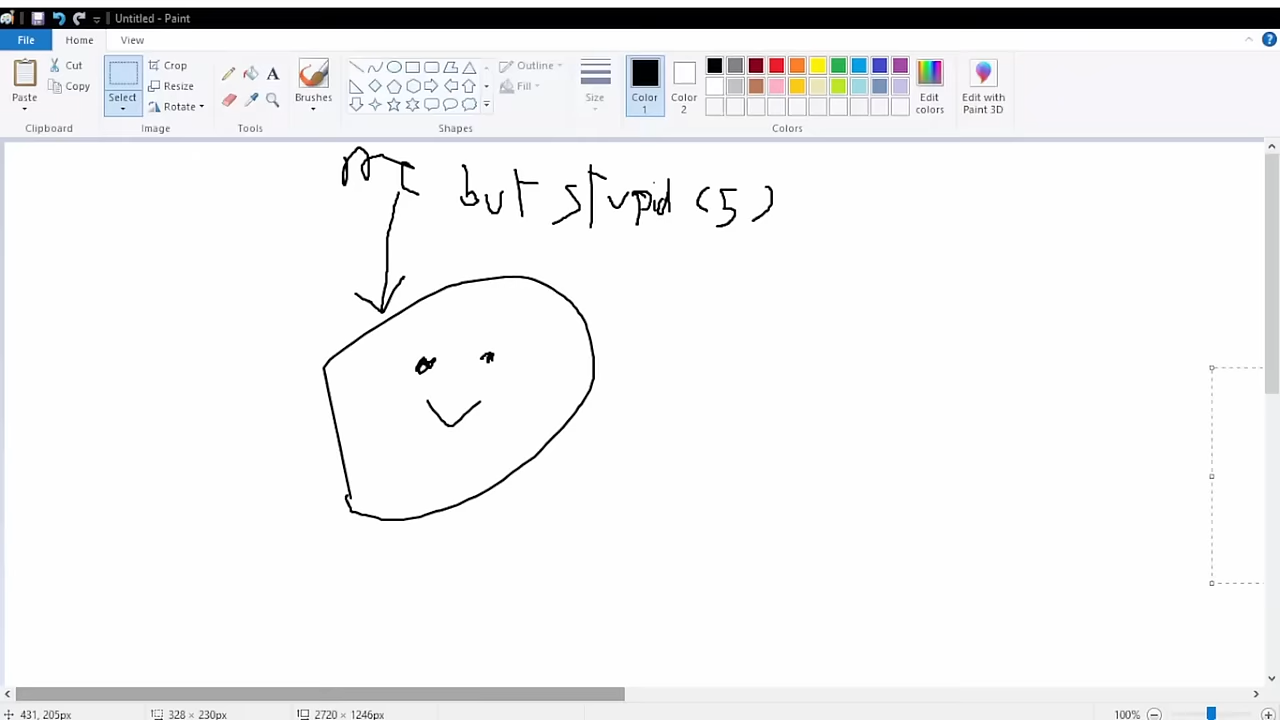 Untitled - Paint
File Home View
Paste Cut Copy Select Crop Resize Rotate Brushes Outline Fill Size Color 1 Color 2 Edit colors Edit with Paint 3D
Clipboard Image Tools Shapes Colors
but stupid (5)
431, 205px 328 × 230px 2720 × 1246px 100%